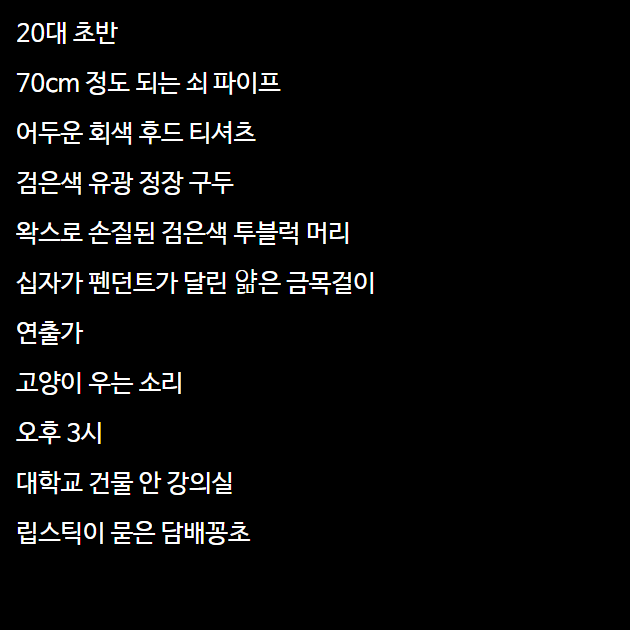 20대 초반
70cm 정도 되는 쇠 파이프
어두운 회색 후드 티셔츠
검은색 유광 정장 구두
왁스로 손질된 검은색 투블럭 머리
십자가 펜던트가 달린 얇은 금목걸이
연출가
고양이 우는 소리
오후 3시
대학교 건물 안 강의실
립스틱이 묻은 담배꽁초